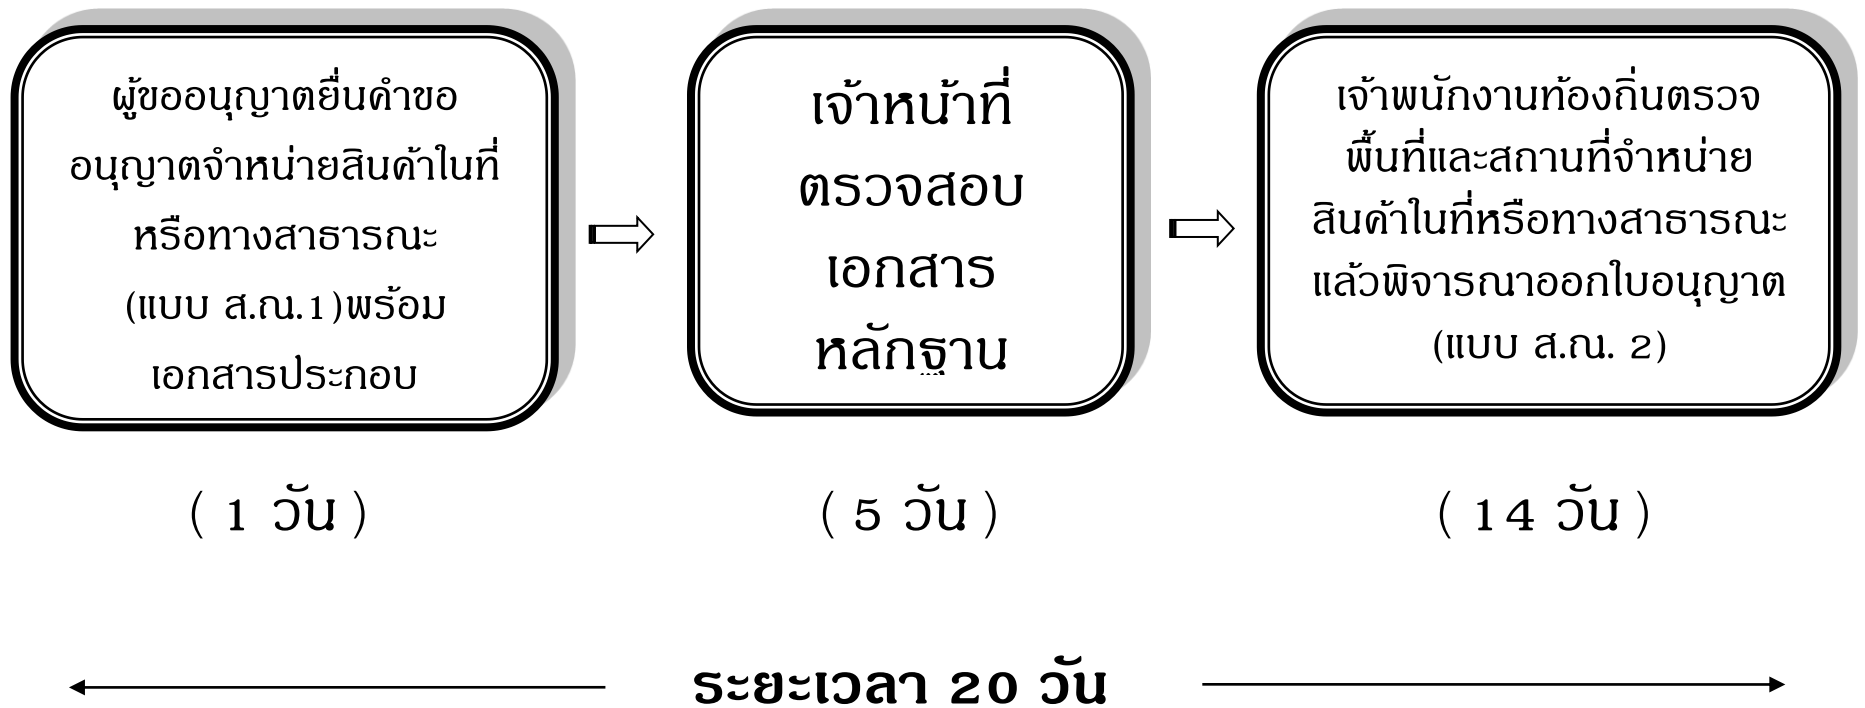 ผู้ขออนุญาตยื่นคำขอ
อนุญาตจำหน่ายสินค้าในที่
หรือทางสาธารณะ
(แบบ ส.ณ.1)พร้อม
เอกสารประกอบ
( 1 วัน )
เจ้าหน้าที่
ตรวจสอบ
เอกสาร
หลักฐาน
( 5 วัน )
เจ้าพนักงานท้องถิ่นตรวจ
พื้นที่และสถานที่จำหน่าย
สินค้าในที่หรือทางสาธารณะ
แล้วพิจารณาออกใบอนุญาต
(แบบ ส.ณ. 2)
( 14 วัน )
ระยะเวลา 20 วัน